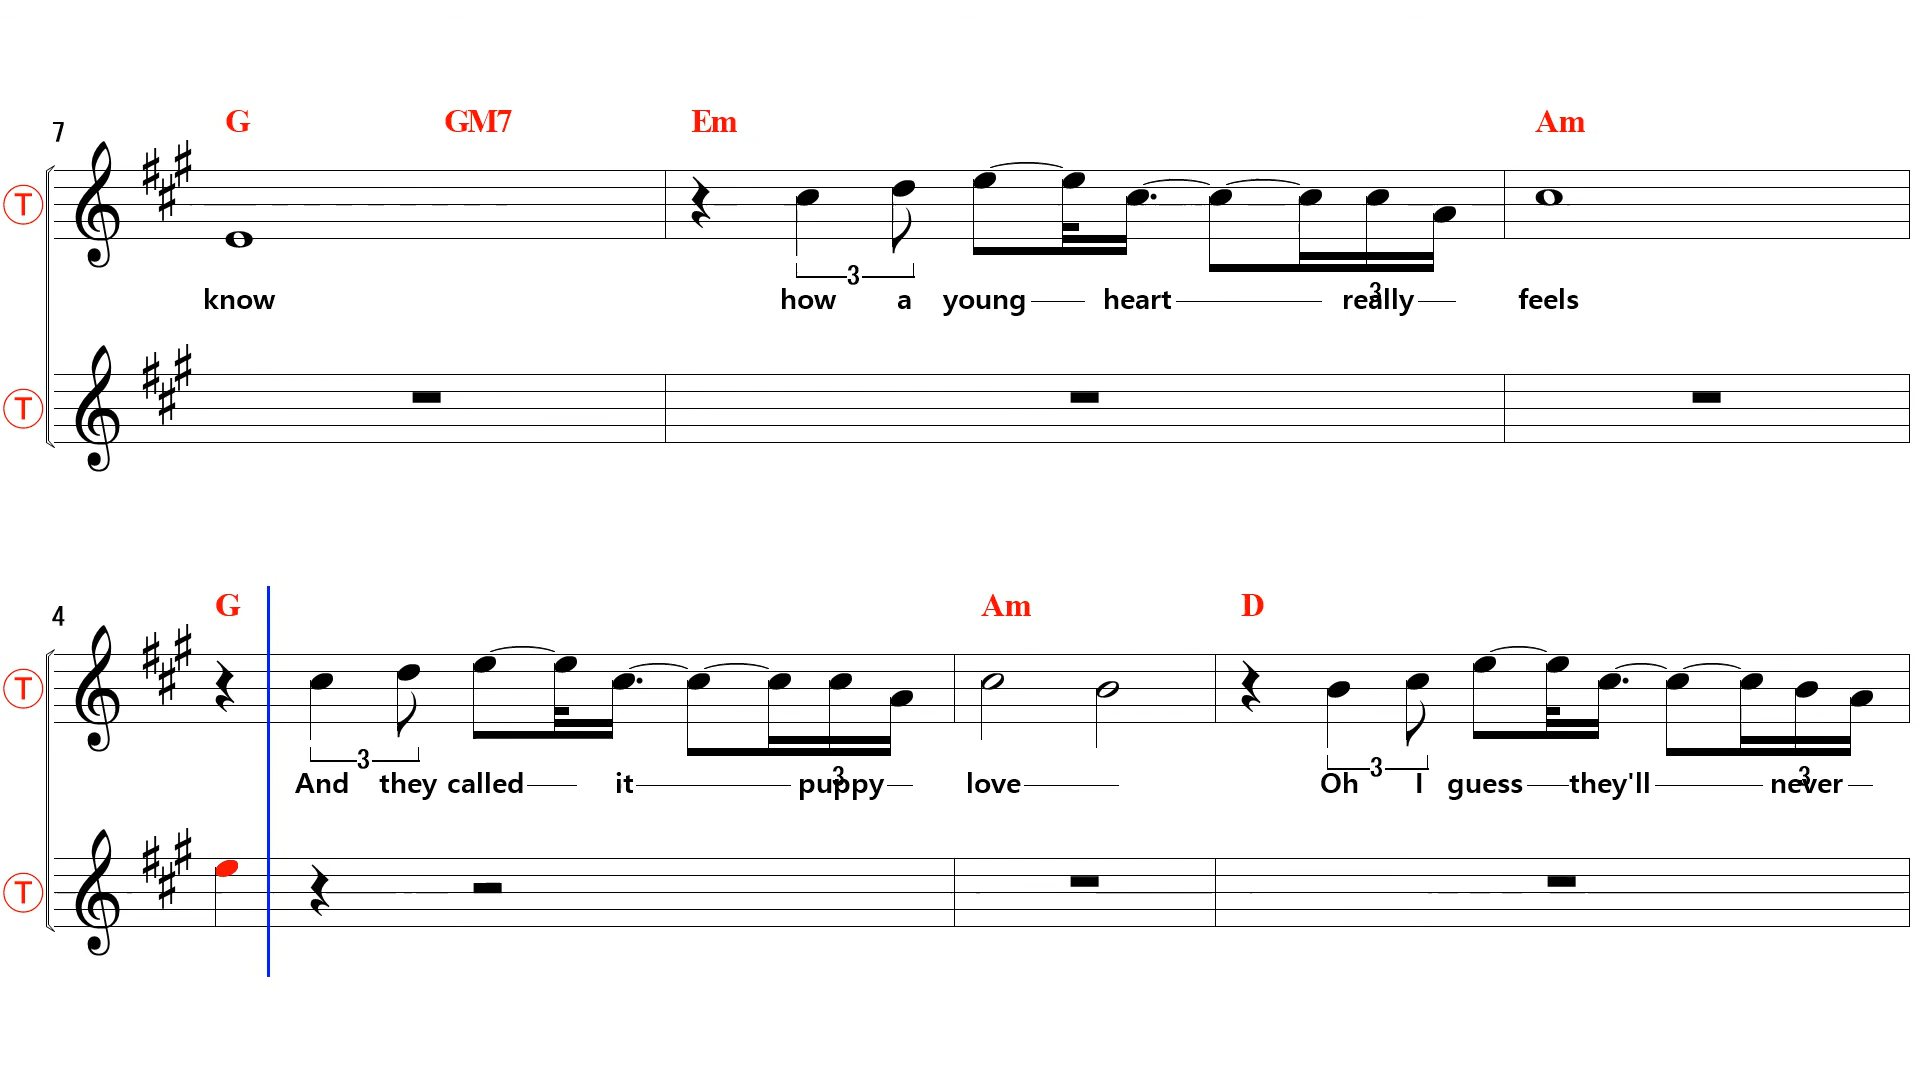 G GM7 Em Am
7
T
3
know how a young heart really feels
3
T
G Am D
4
T
3 3
And they called it puppy love Oh I guess they'll never
3 3
T